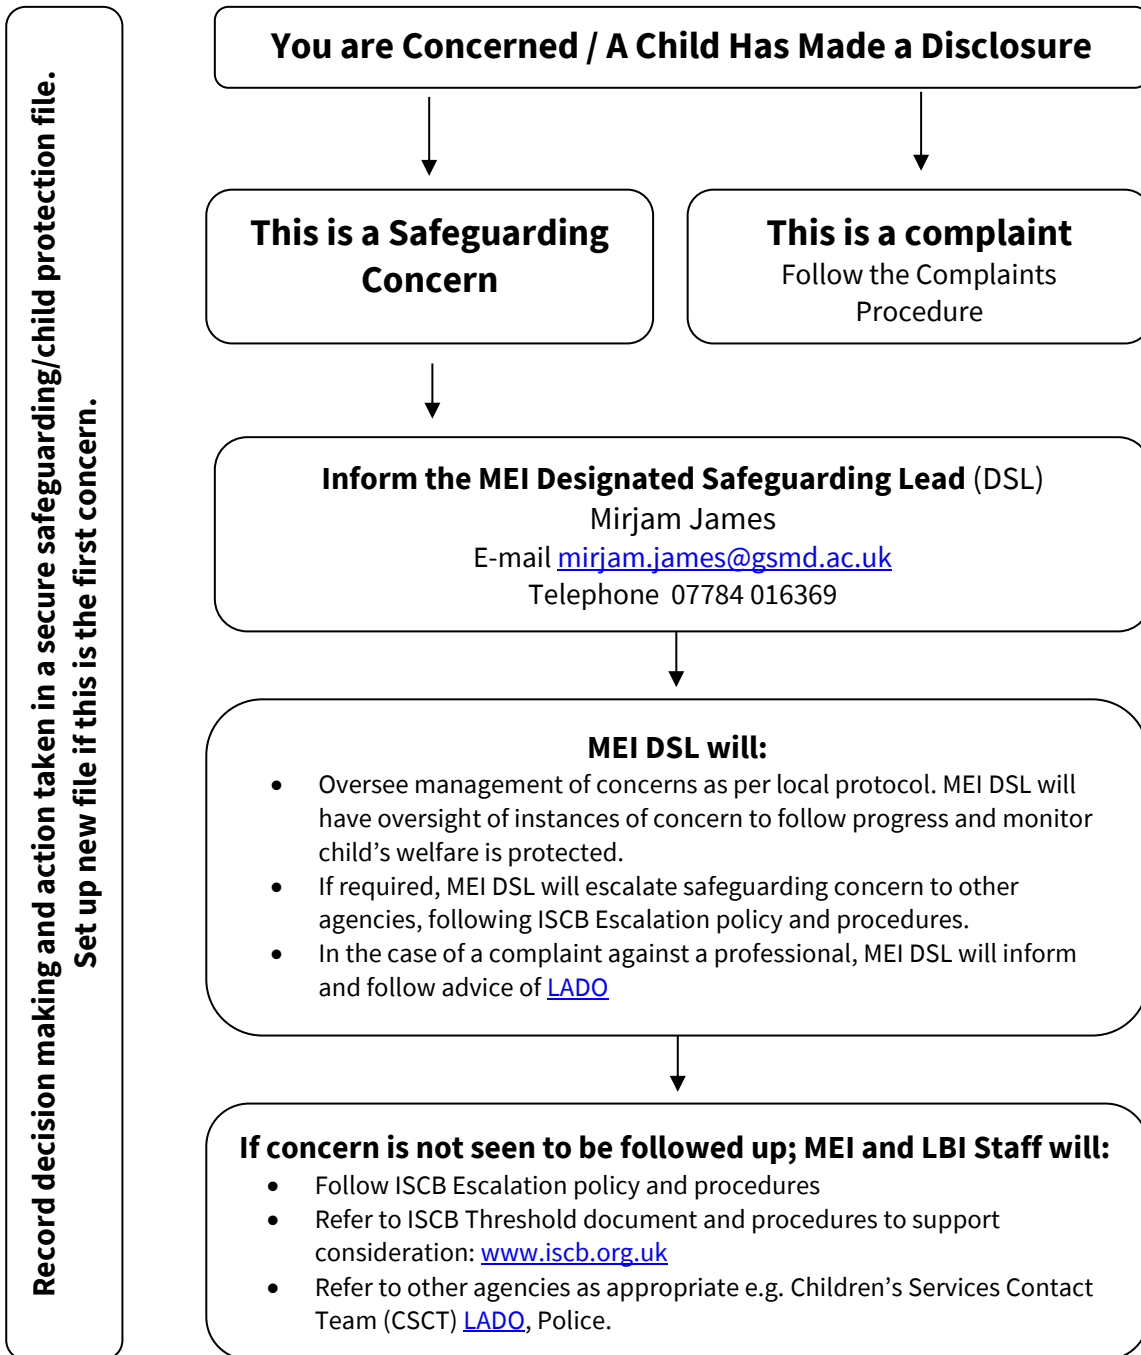 Record decision making and action taken in a secure safeguarding/child protection file.
Set up new file if this is the first concern.
You are Concerned / A Child Has Made a Disclosure
This is a Safeguarding
Concern
This is a complaint
Follow the Complaints
Procedure
Inform the MEI Designated Safeguarding Lead (DSL)
Mirjam James
E-mail mirjam.james@gsmd.ac.uk
Telephone 07784 016369
MEI DSL will:
• Oversee management of concerns as per local protocol. MEI DSL will
have oversight of instances of concern to follow progress and monitor
child’s welfare is protected.
• If required, MEI DSL will escalate safeguarding concern to other
agencies, following ISCB Escalation policy and procedures.
• In the case of a complaint against a professional, MEI DSL will inform
and follow advice of LADO
If concern is not seen to be followed up; MEI and LBI Staff will:
• Follow ISCB Escalation policy and procedures
• Refer to ISCB Threshold document and procedures to support
consideration: www.iscb.org.uk
• Refer to other agencies as appropriate e.g. Children’s Services Contact
Team (CSCT) LADO, Police.